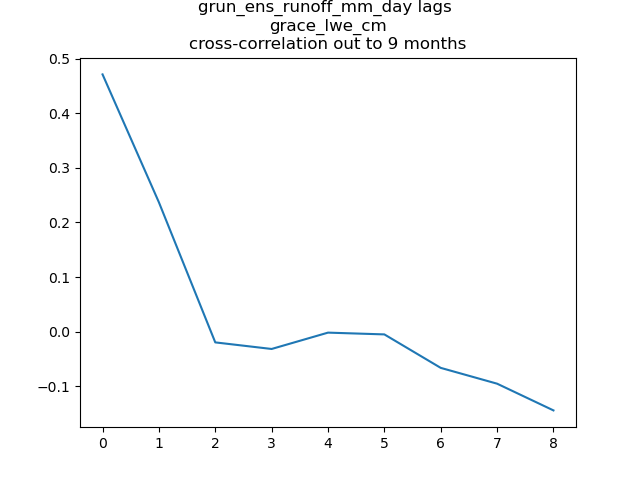 grun_ens_runoff_mm_day lags
grace_lwe_cm
cross-correlation out to 9 months
0.5
0.4
0.3
0.2
0.1
0.0
−0.1
0 1 2 3 4 5 6 7 8